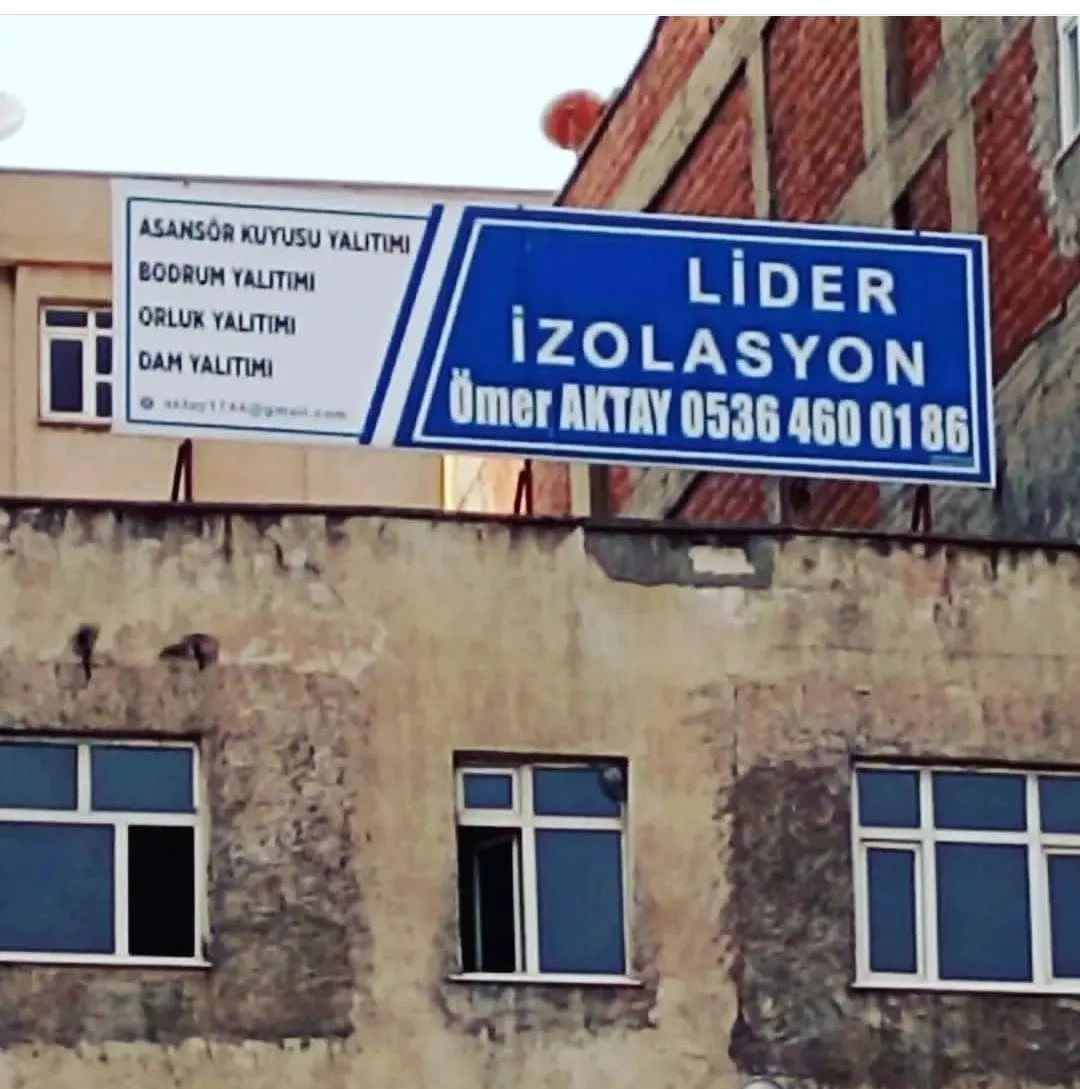 ASANSÖR KUYUSU YALITIMI
BODRUM YALITIMI
ORLUK YALITIMI
DAM YALITIMI
LİDER
İZOLASYON
Ömer AKTAY 0536 460 01 86